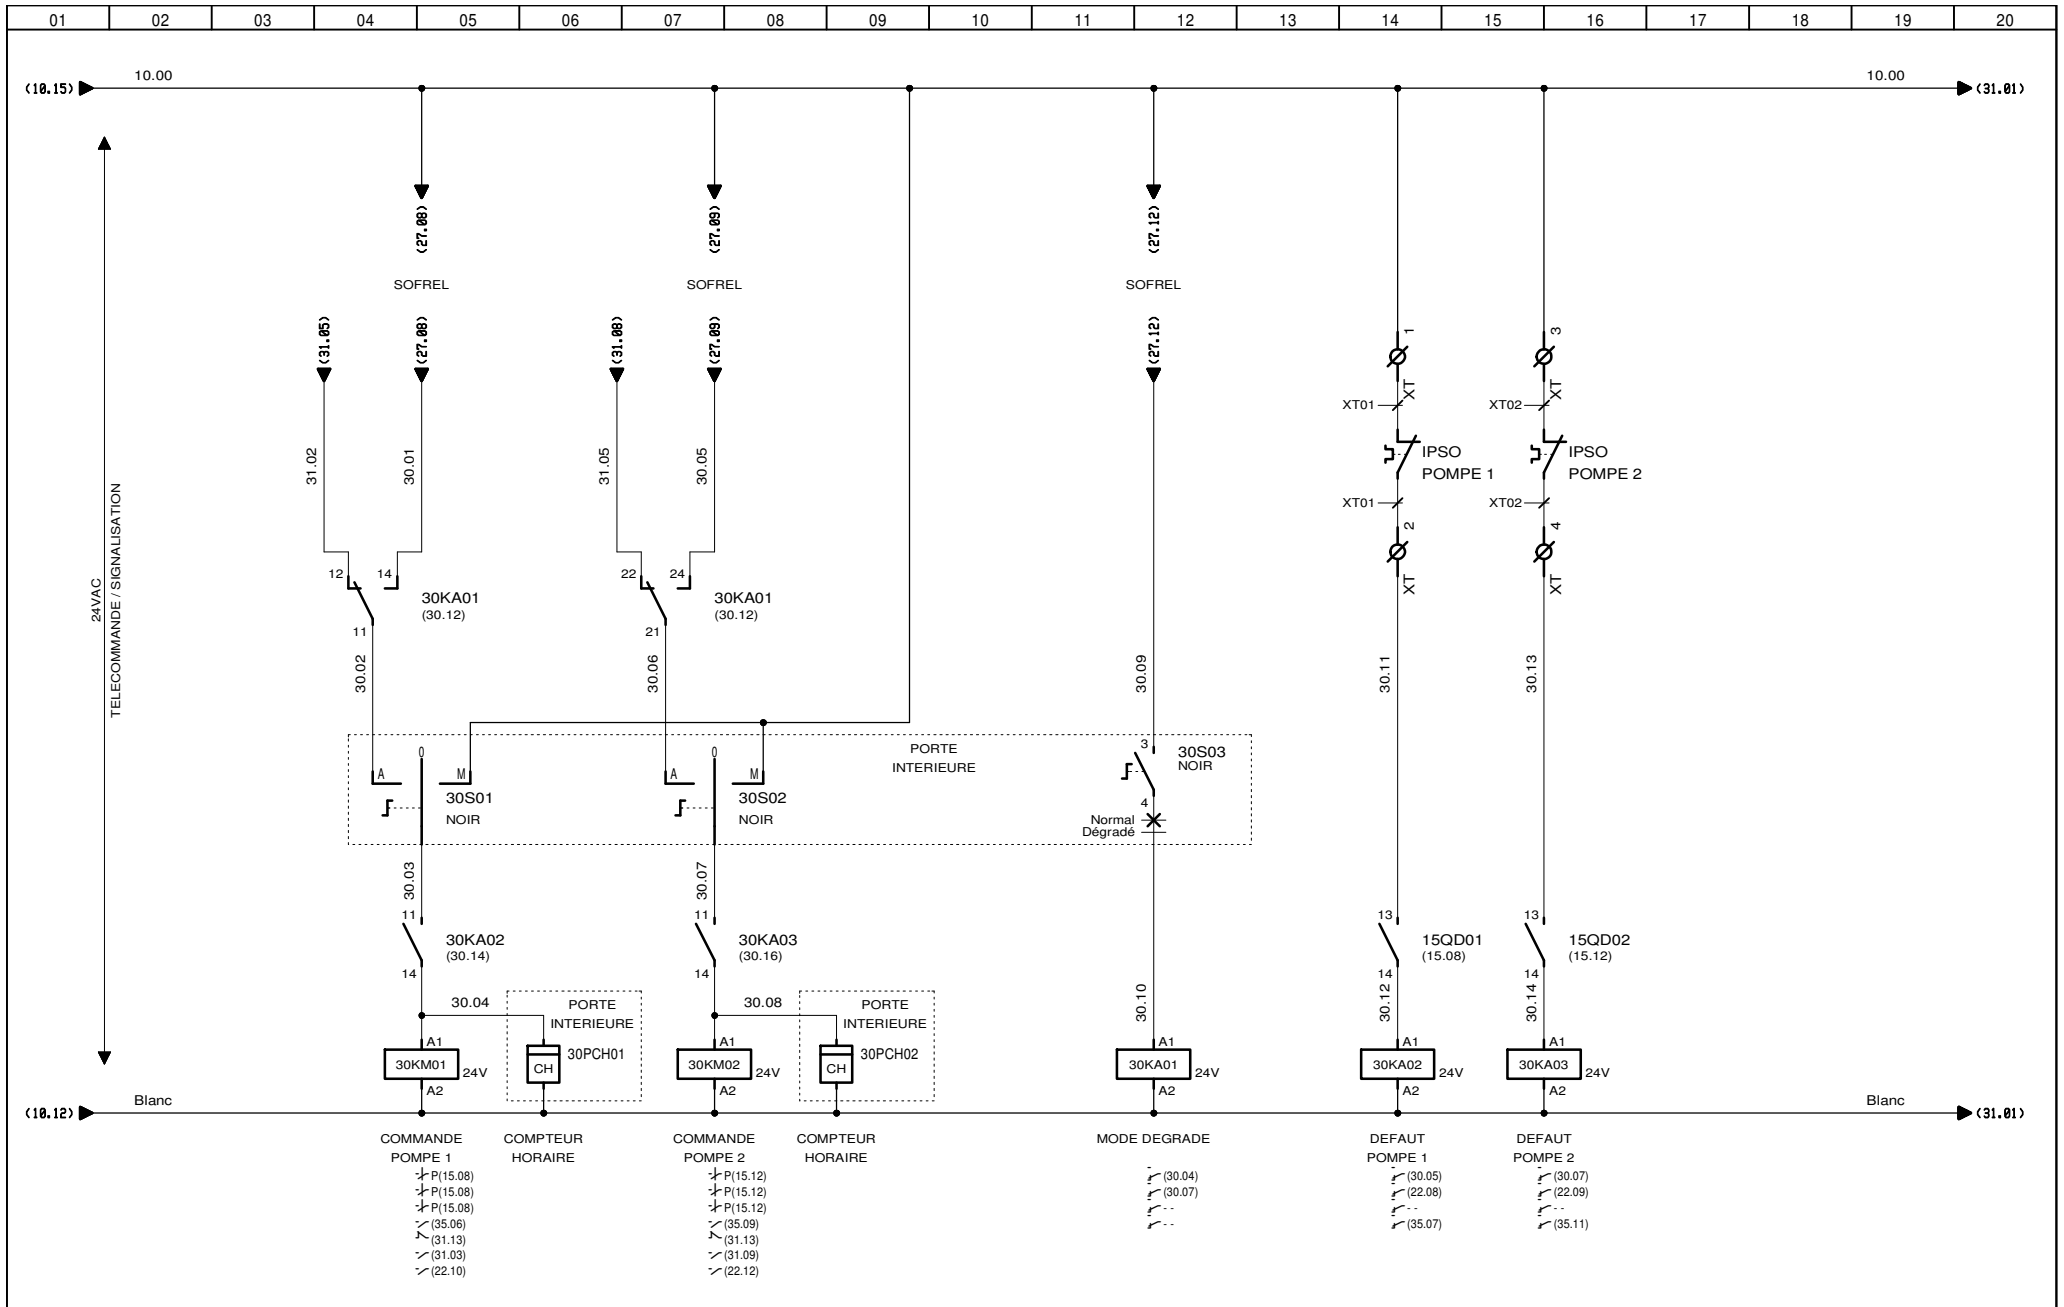 01 02 03 04 05 06 07 08 09 10 11 12 13 14 15 16 17 18 19 20
10.00 10.00
(10.15) (31.01)
(27.08) (27.09) (27.12)
SOFREL SOFREL SOFREL
(31.05) (27.08) (31.08) (27.09) (27.12)
1 3
XT XT
XT01 XT02
IPSO IPSO
POMPE 1 POMPE 2
XT01 XT02
2 4
XT XT
31.02 30.01 31.05 30.05
24VAC
TELECOMMANDE / SIGNALISATION
12 14 22 24
30KA01 30KA01
(30.12) (30.12)
11 21
30.02 30.06 30.09 30.11 30.13
PORTE
INTERIEURE
0 0
A M A M
30S01 30S02
NOIR NOIR
3
30S03
NOIR
4
Normal
Dégradé
30.03 30.07
11 11 13 13
30KA02 30KA03 15QD01 15QD02
(30.14) (30.16) (15.08) (15.12)
14 14 14 14
30.04 30.08 30.10 30.12 30.14
PORTE PORTE
INTERIEURE INTERIEURE
A1 A1 A1 A1 A1
30PCH01 30PCH02
30KM01 CH 30KM02 CH 30KA01 30KA02 30KA03
24V 24V 24V 24V 24V
A2 A2 A2 A2 A2
Blanc Blanc
(10.12) (31.01)
COMMANDE COMPTEUR COMMANDE COMPTEUR MODE DEGRADE DEFAUT DEFAUT
POMPE 1 HORAIRE POMPE 2 HORAIRE POMPE 1 POMPE 2
P(15.08) P(15.12) (30.04) (30.05) (30.07)
P(15.08) P(15.12) (30.07) (22.08) (22.09)
P(15.08) P(15.12) - - - - - -
(35.06) (35.09) - - (35.07) (35.11)
(31.13) (31.13)
(31.03) (31.09)
(22.10) (22.12)